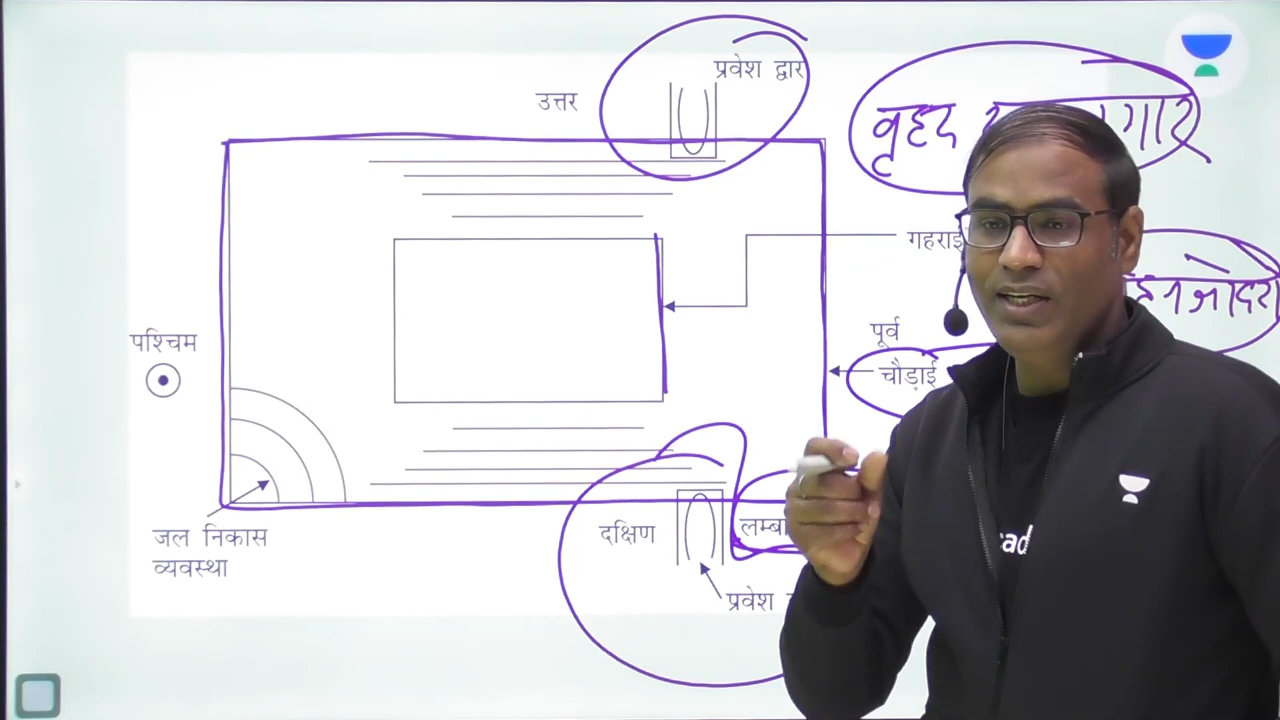 प्रवेश द्वार
उत्तर
वृहद
गहराई
पश्चिम
पूर्व
चौड़ाई
जल निकास
व्यवस्था
दक्षिण
प्रवेश